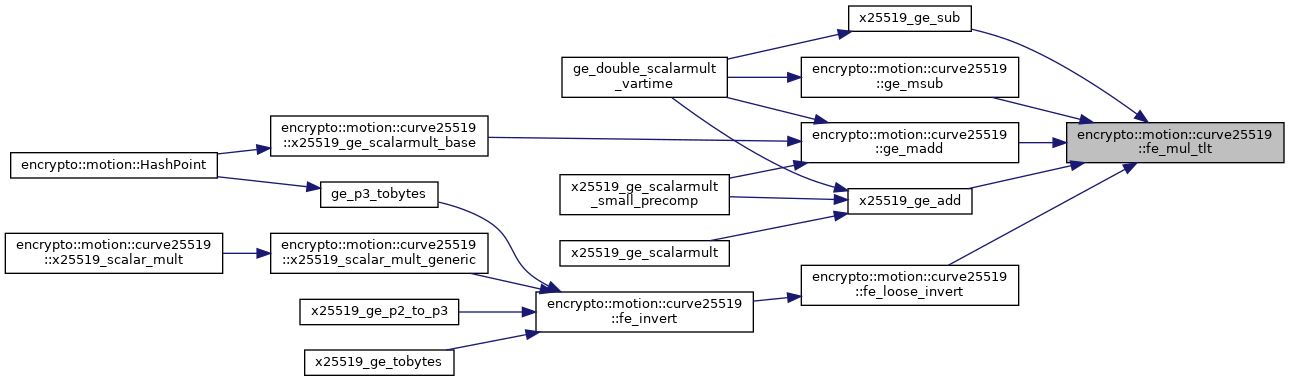 x25519_ge_sub
ge_double_scalarmult
_vartime
encrypto::motion::curve25519
::ge_msub
encrypto::motion::curve25519
::x25519_ge_scalarmult_base
encrypto::motion::curve25519
::ge_madd
encrypto::motion::curve25519
::fe_mul_tlt
encrypto::motion::HashPoint
ge_p3_tobytes
x25519_ge_scalarmult
_small_precomp
x25519_ge_add
encrypto::motion::curve25519
::x25519_scalar_mult
encrypto::motion::curve25519
::x25519_scalar_mult_generic
x25519_ge_scalarmult
encrypto::motion::curve25519
::fe_loose_invert
x25519_ge_p2_to_p3
encrypto::motion::curve25519
::fe_invert
x25519_ge_tobytes